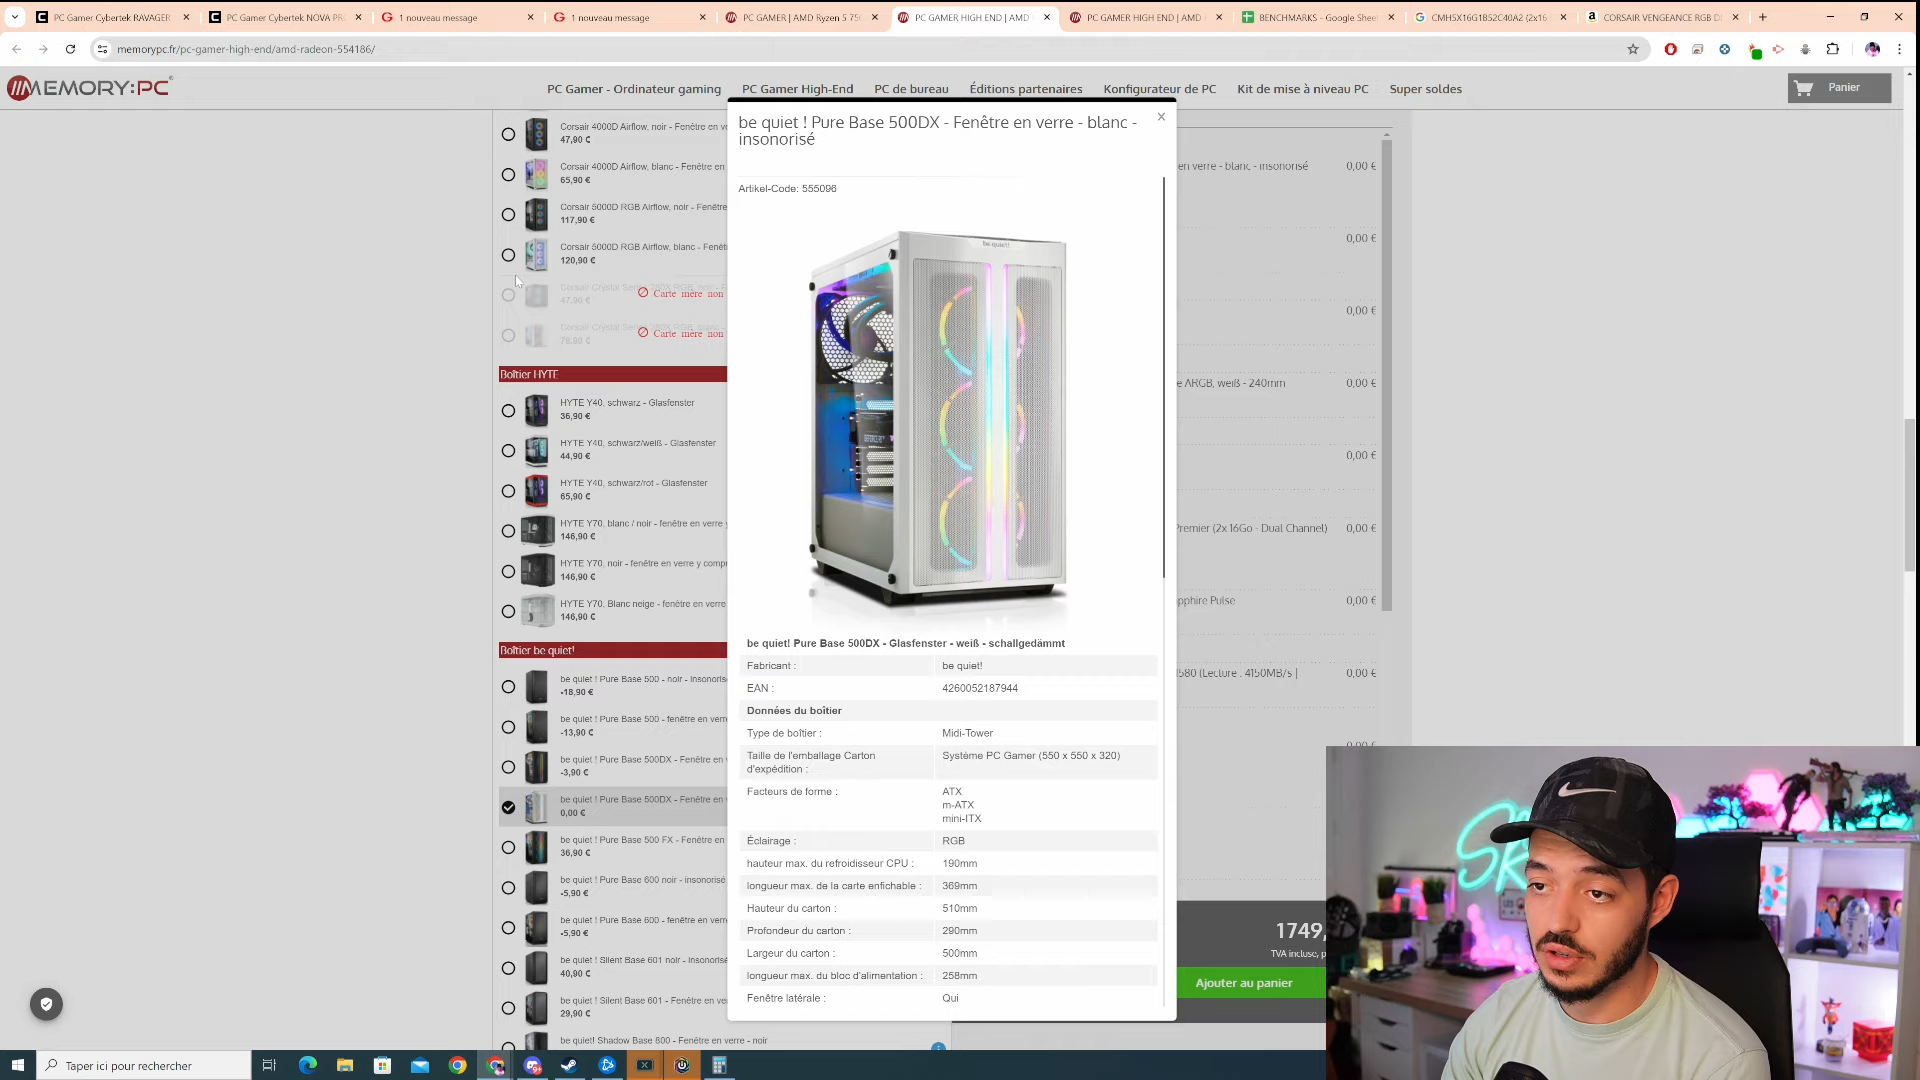 PC Gamer Cybertek RAVAGER
PC Gamer Cybertek NOVA PR
1 nouveau message
1 nouveau message
PC GAMER | AMD Ryzen 5 75
PC GAMER HIGH END | AMD
PC GAMER HIGH END | AMD
BENCHMARKS - Google Shee
CMH5X16G1B52C40A2 (2x16
CORSAIR VENGEANCE RGB D
memorypc.fr/pc-gamer-high-end/amd-radeon-554186/
MEMORY:PC
PC Gamer - Ordinateur gaming
PC Gamer High-End
PC de bureau
Éditions partenaires
Konfigurateur de PC
Kit de mise à niveau PC
Super soldes
Panier
Corsair 4000D Airflow, noir - Fenêtre en v
47,90 €
Corsair 4000D Airflow, blanc - Fenêtre en
65,90 €
Corsair 5000D RGB Airflow, noir - Fenêtre
117,90 €
Corsair 5000D RGB Airflow, blanc - Fenêt
120,90 €
47,90 €
Carte mère non
78,90 €
Carte mère non
Boîtier HYTE
HYTE Y40, schwarz - Glasfenster
36,90 €
HYTE Y40, schwarz/weiß - Glasfenster
44,90 €
HYTE Y40, schwarz/rot - Glasfenster
65,90 €
HYTE Y70, blanc / noir - fenêtre en verre y
146,90 €
HYTE Y70, noir - fenêtre en verre y compr
146,90 €
HYTE Y70, Blanc neige - fenêtre en verre
146,90 €
Boîtier be quiet!
be quiet ! Pure Base 500 - noir - insonoris
-18,90 €
be quiet ! Pure Base 500 - fenêtre en verr
-13,90 €
be quiet ! Pure Base 500DX - Fenêtre en
-3,90 €
be quiet ! Pure Base 500DX - Fenêtre en v
0,00 €
be quiet ! Pure Base 500 FX - Fenêtre en
36,90 €
be quiet ! Pure Base 600 noir - insonorisé
-5,90 €
be quiet ! Pure Base 600 - fenêtre en verr
-5,90 €
be quiet ! Silent Base 601 noir - insonoris
40,90 €
be quiet ! Silent Base 601 - Fenêtre en ve
29,90 €
be quiet! Shadow Base 800 - Fenêtre en verre - noir
be quiet ! Pure Base 500DX - Fenêtre en verre - blanc -
insonorisé
x
Artikel-Code: 555096
be quiet!
be quiet! Pure Base 500DX - Glasfenster - weiß - schallgedämmt
Fabricant : be quiet!
EAN : 4260052187944
Données du boîtier
Type de boîtier : Midi-Tower
Taille de l'emballage Carton
d'expédition : Système PC Gamer (550 x 550 x 320)
Facteurs de forme : ATX
m-ATX
mini-ITX
Éclairage : RGB
hauteur max. du refroidisseur CPU : 190mm
longueur max. de la carte enfichable : 369mm
Hauteur du carton : 510mm
Profondeur du carton : 290mm
Largeur du carton : 500mm
longueur max. du bloc d'alimentation : 258mm
Fenêtre latérale : Qui
en verre - blanc - insonorisé 0,00 €
0,00 €
0,00 €
e ARGB, weiß - 240mm 0,00 €
0,00 €
Premier (2x 16Go - Dual Channel) 0,00 €
pphire Pulse 0,00 €
580 (Lecture : 4150MB/s | 0,00 €
1749,
TVA incluse, p
Ajouter au panier
Taper ici pour rechercher